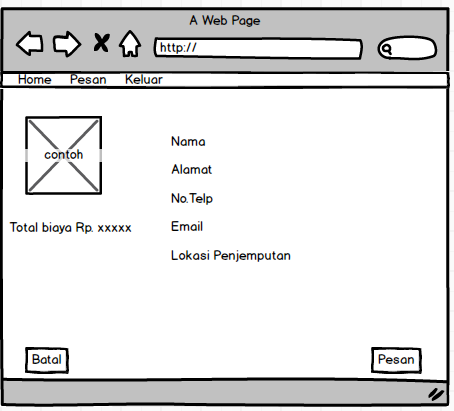 A Web Page
http://
Home Pesan Keluar
contoh
Total biaya Rp. xxxxx
Nama
Alamat
No.Telp
Email
Lokasi Penjemputan
Batal
Pesan